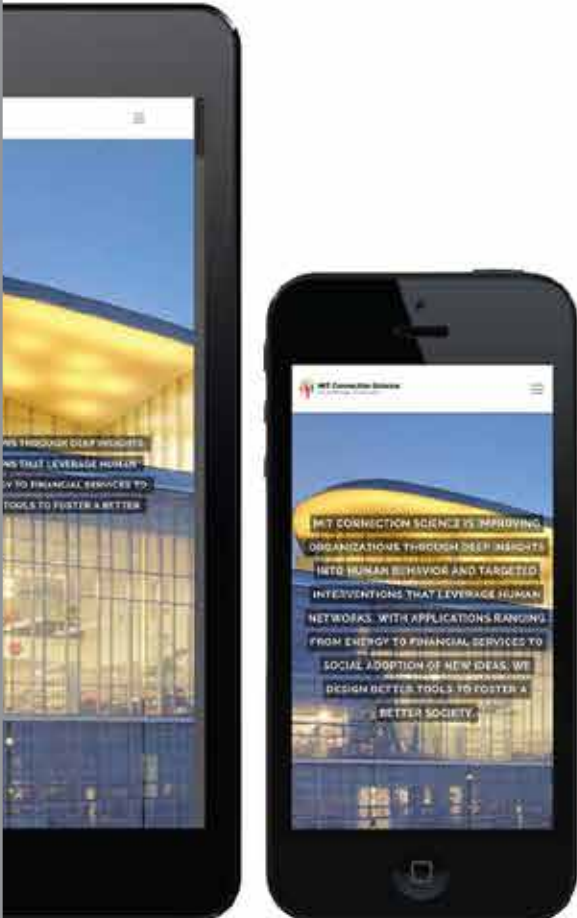 NS THROUGH DEEP INSIGHTS
NS THAT LEVERAGE HUMAN
GY TO FINANCIAL SERVICES TO
TOOLS TO FOSTER A BETTER
MIT Connection Science
MIT CONNECTION SCIENCE IS IMPROVING
ORGANIZATIONS THROUGH DEEP INSIGHTS
INTO HUMAN BEHAVIOR AND TARGETED
INTERVENTIONS THAT LEVERAGE HUMAN
NETWORKS. WITH APPLICATIONS RANGING
FROM ENERGY TO FINANCIAL SERVICES TO
SOCIAL ADOPTION OF NEW IDEAS, WE
DESIGN BETTER TOOLS TO FOSTER A
BETTER SOCIETY.